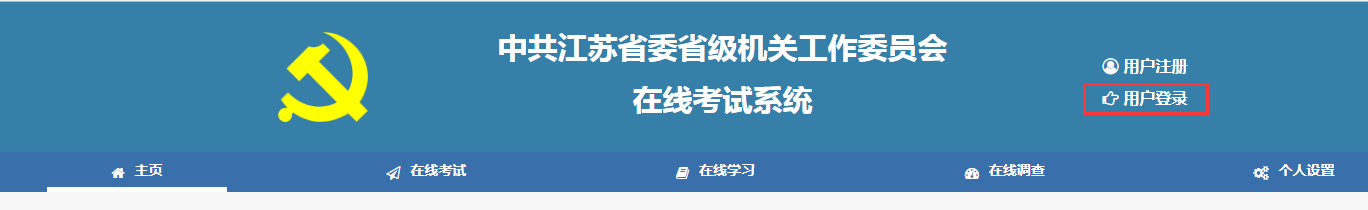 中共江苏省委省级机关工作委员会
在线考试系统
用户注册
用户登录
主页
在线考试
在线学习
在线调查
个人设置